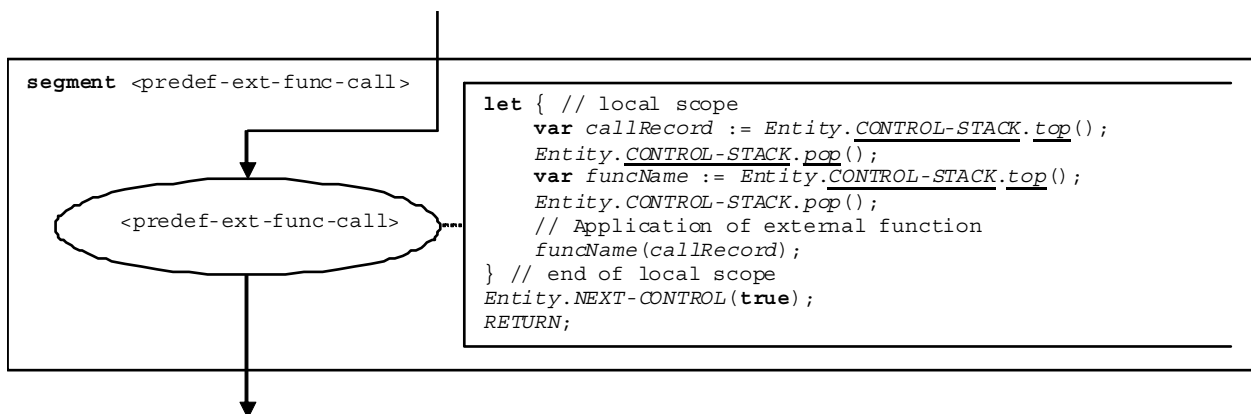 segment <predef-ext-func-call>
<predef-ext-func-call>
let { // local scope
var callRecord := Entity.CONTROL-STACK.top();
Entity.CONTROL-STACK.pop();
var funcName := Entity.CONTROL-STACK.top();
Entity.CONTROL-STACK.pop();
// Application of external function
funcName(callRecord);
} // end of local scope
Entity.NEXT-CONTROL(true);
RETURN;